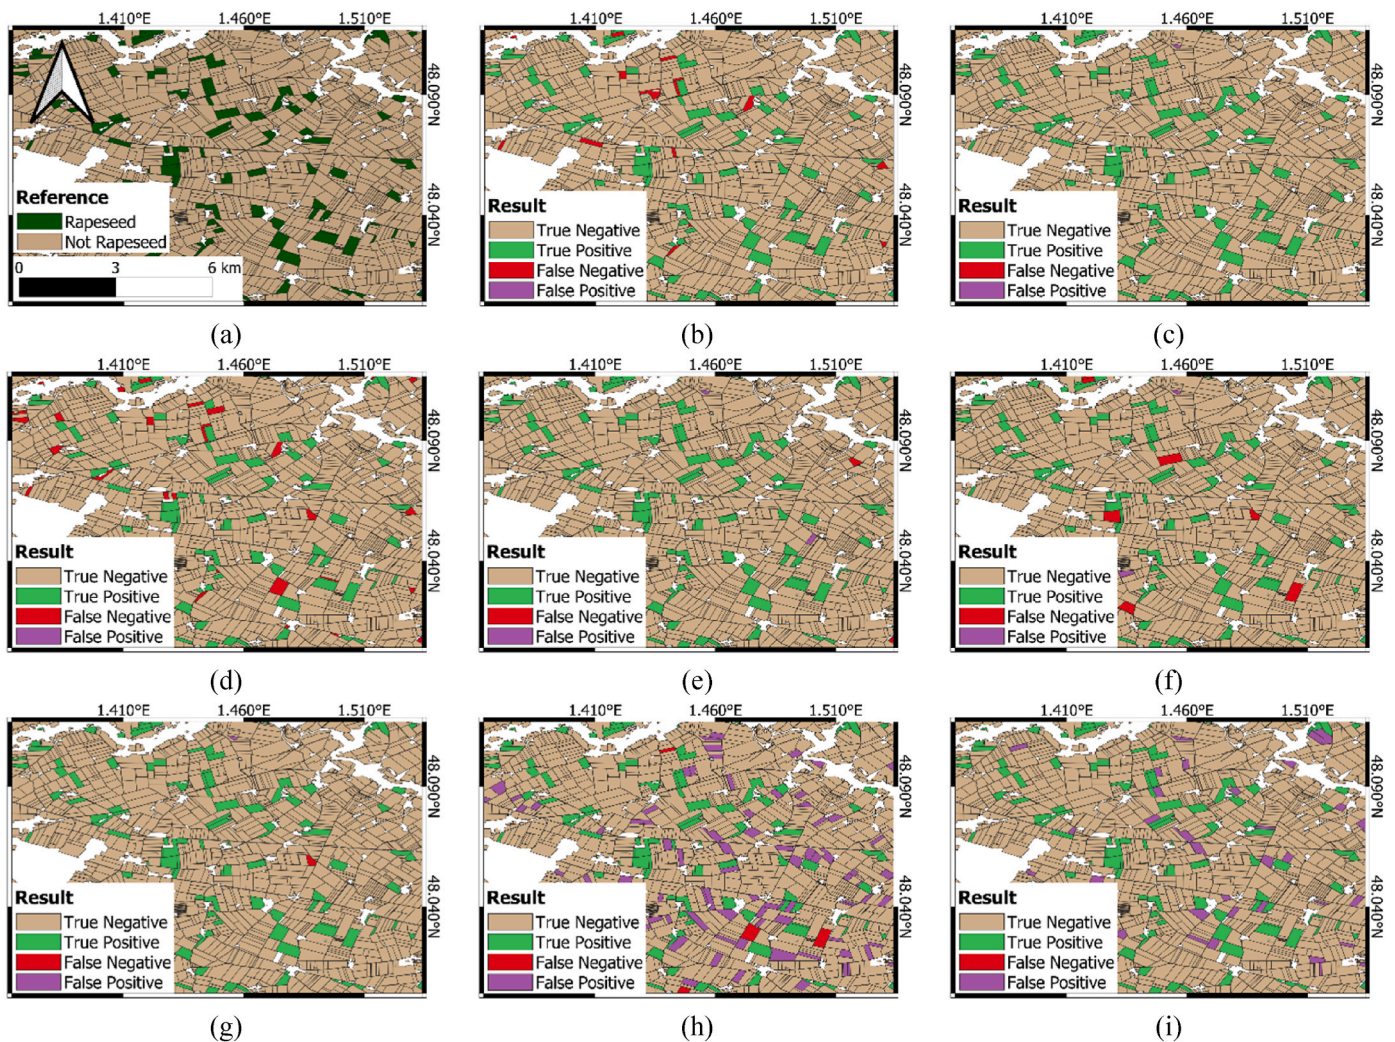 1.410°E 1.460°E 1.510°E
48.090°N
48.040°N
Reference
Rapeseed
Not Rapeseed
0 3 6 km
(a)
1.410°E 1.460°E 1.510°E
48.090°N
48.040°N
Result
True Negative
True Positive
False Negative
False Positive
(b)
1.410°E 1.460°E 1.510°E
48.090°N
48.040°N
Result
True Negative
True Positive
False Negative
False Positive
(c)
1.410°E 1.460°E 1.510°E
48.090°N
48.040°N
Result
True Negative
True Positive
False Negative
False Positive
(d)
1.410°E 1.460°E 1.510°E
48.090°N
48.040°N
Result
True Negative
True Positive
False Negative
False Positive
(e)
1.410°E 1.460°E 1.510°E
48.090°N
48.040°N
Result
True Negative
True Positive
False Negative
False Positive
(f)
1.410°E 1.460°E 1.510°E
48.090°N
48.040°N
Result
True Negative
True Positive
False Negative
False Positive
(g)
1.410°E 1.460°E 1.510°E
48.090°N
48.040°N
Result
True Negative
True Positive
False Negative
False Positive
(h)
1.410°E 1.460°E 1.510°E
48.090°N
48.040°N
Result
True Negative
True Positive
False Negative
False Positive
(i)